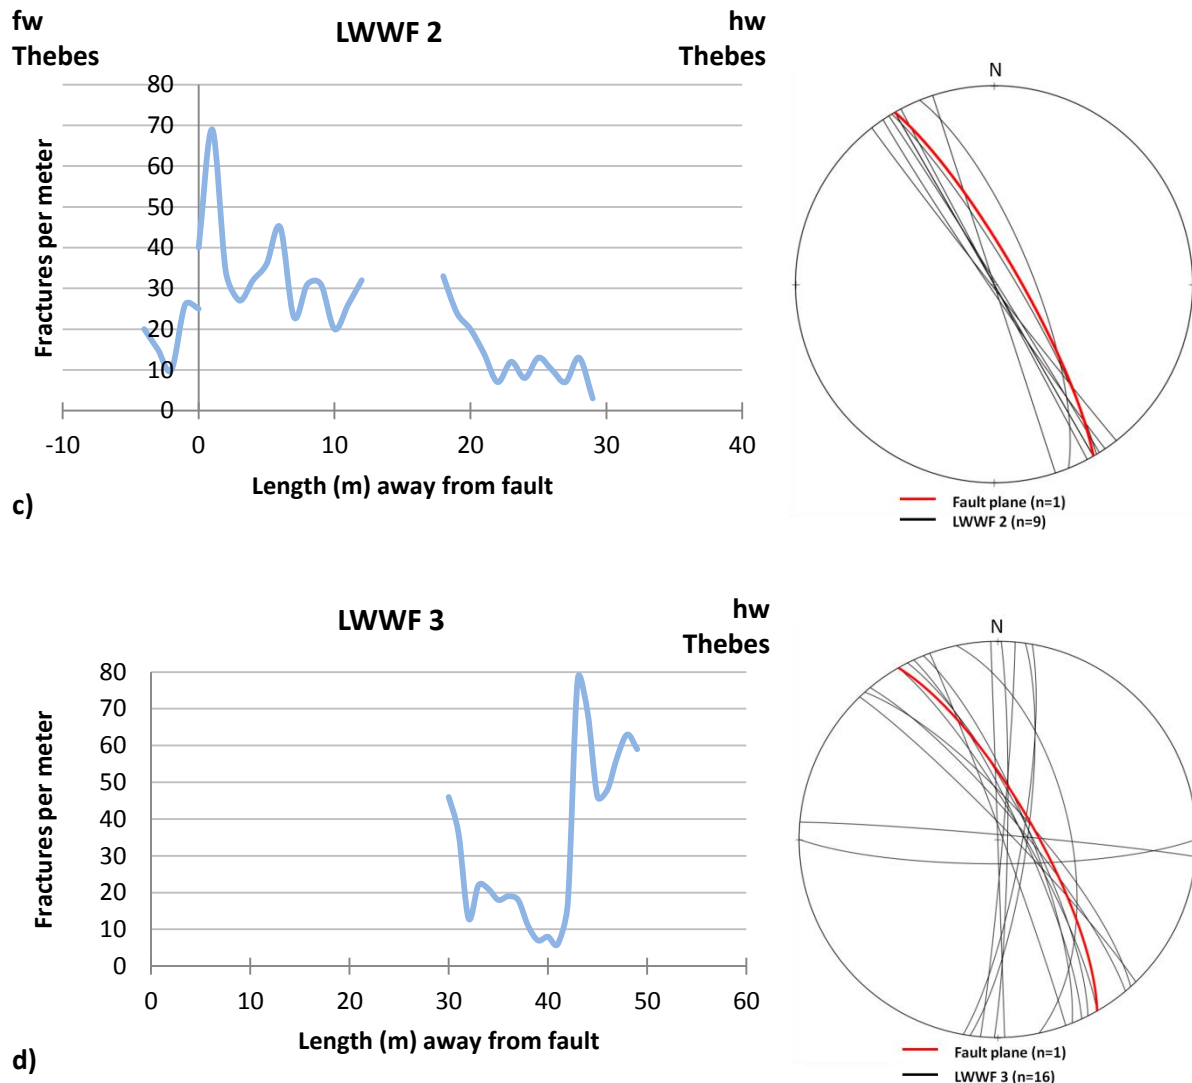 fw
Thebes
LWWF 2
hw
Thebes
80
70
60
50
40
30
20
10
0
Fractures per meter
-10 0 10 20 30 40
Length (m) away from fault
c)
N
Fault plane (n=1)
LWWF 2 (n=9)
LWWF 3
hw
Thebes
80
70
60
50
40
30
20
10
0
Fractures per meter
0 10 20 30 40 50 60
Length (m) away from fault
d)
N
Fault plane (n=1)
LWWF 3 (n=16)